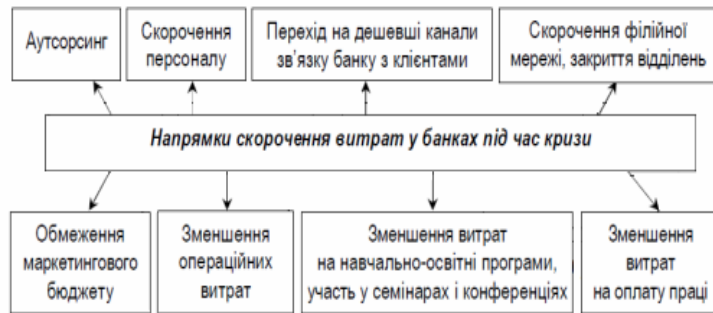 Аутсорсинг
Скорочення
персоналу
Перехід на дешевші канали
зв'язку банку з клієнтами
Скорочення філійної
мережі, закриття відділень
Напрямки скорочення витрат у банках під час кризи
Обмеження
маркетингового
бюджету
Зменшення
операційних
витрат
Зменшення витрат
на навчально-освітні програми,
участь у семінарах і конференціях
Зменшення
витрат
на оплату праці